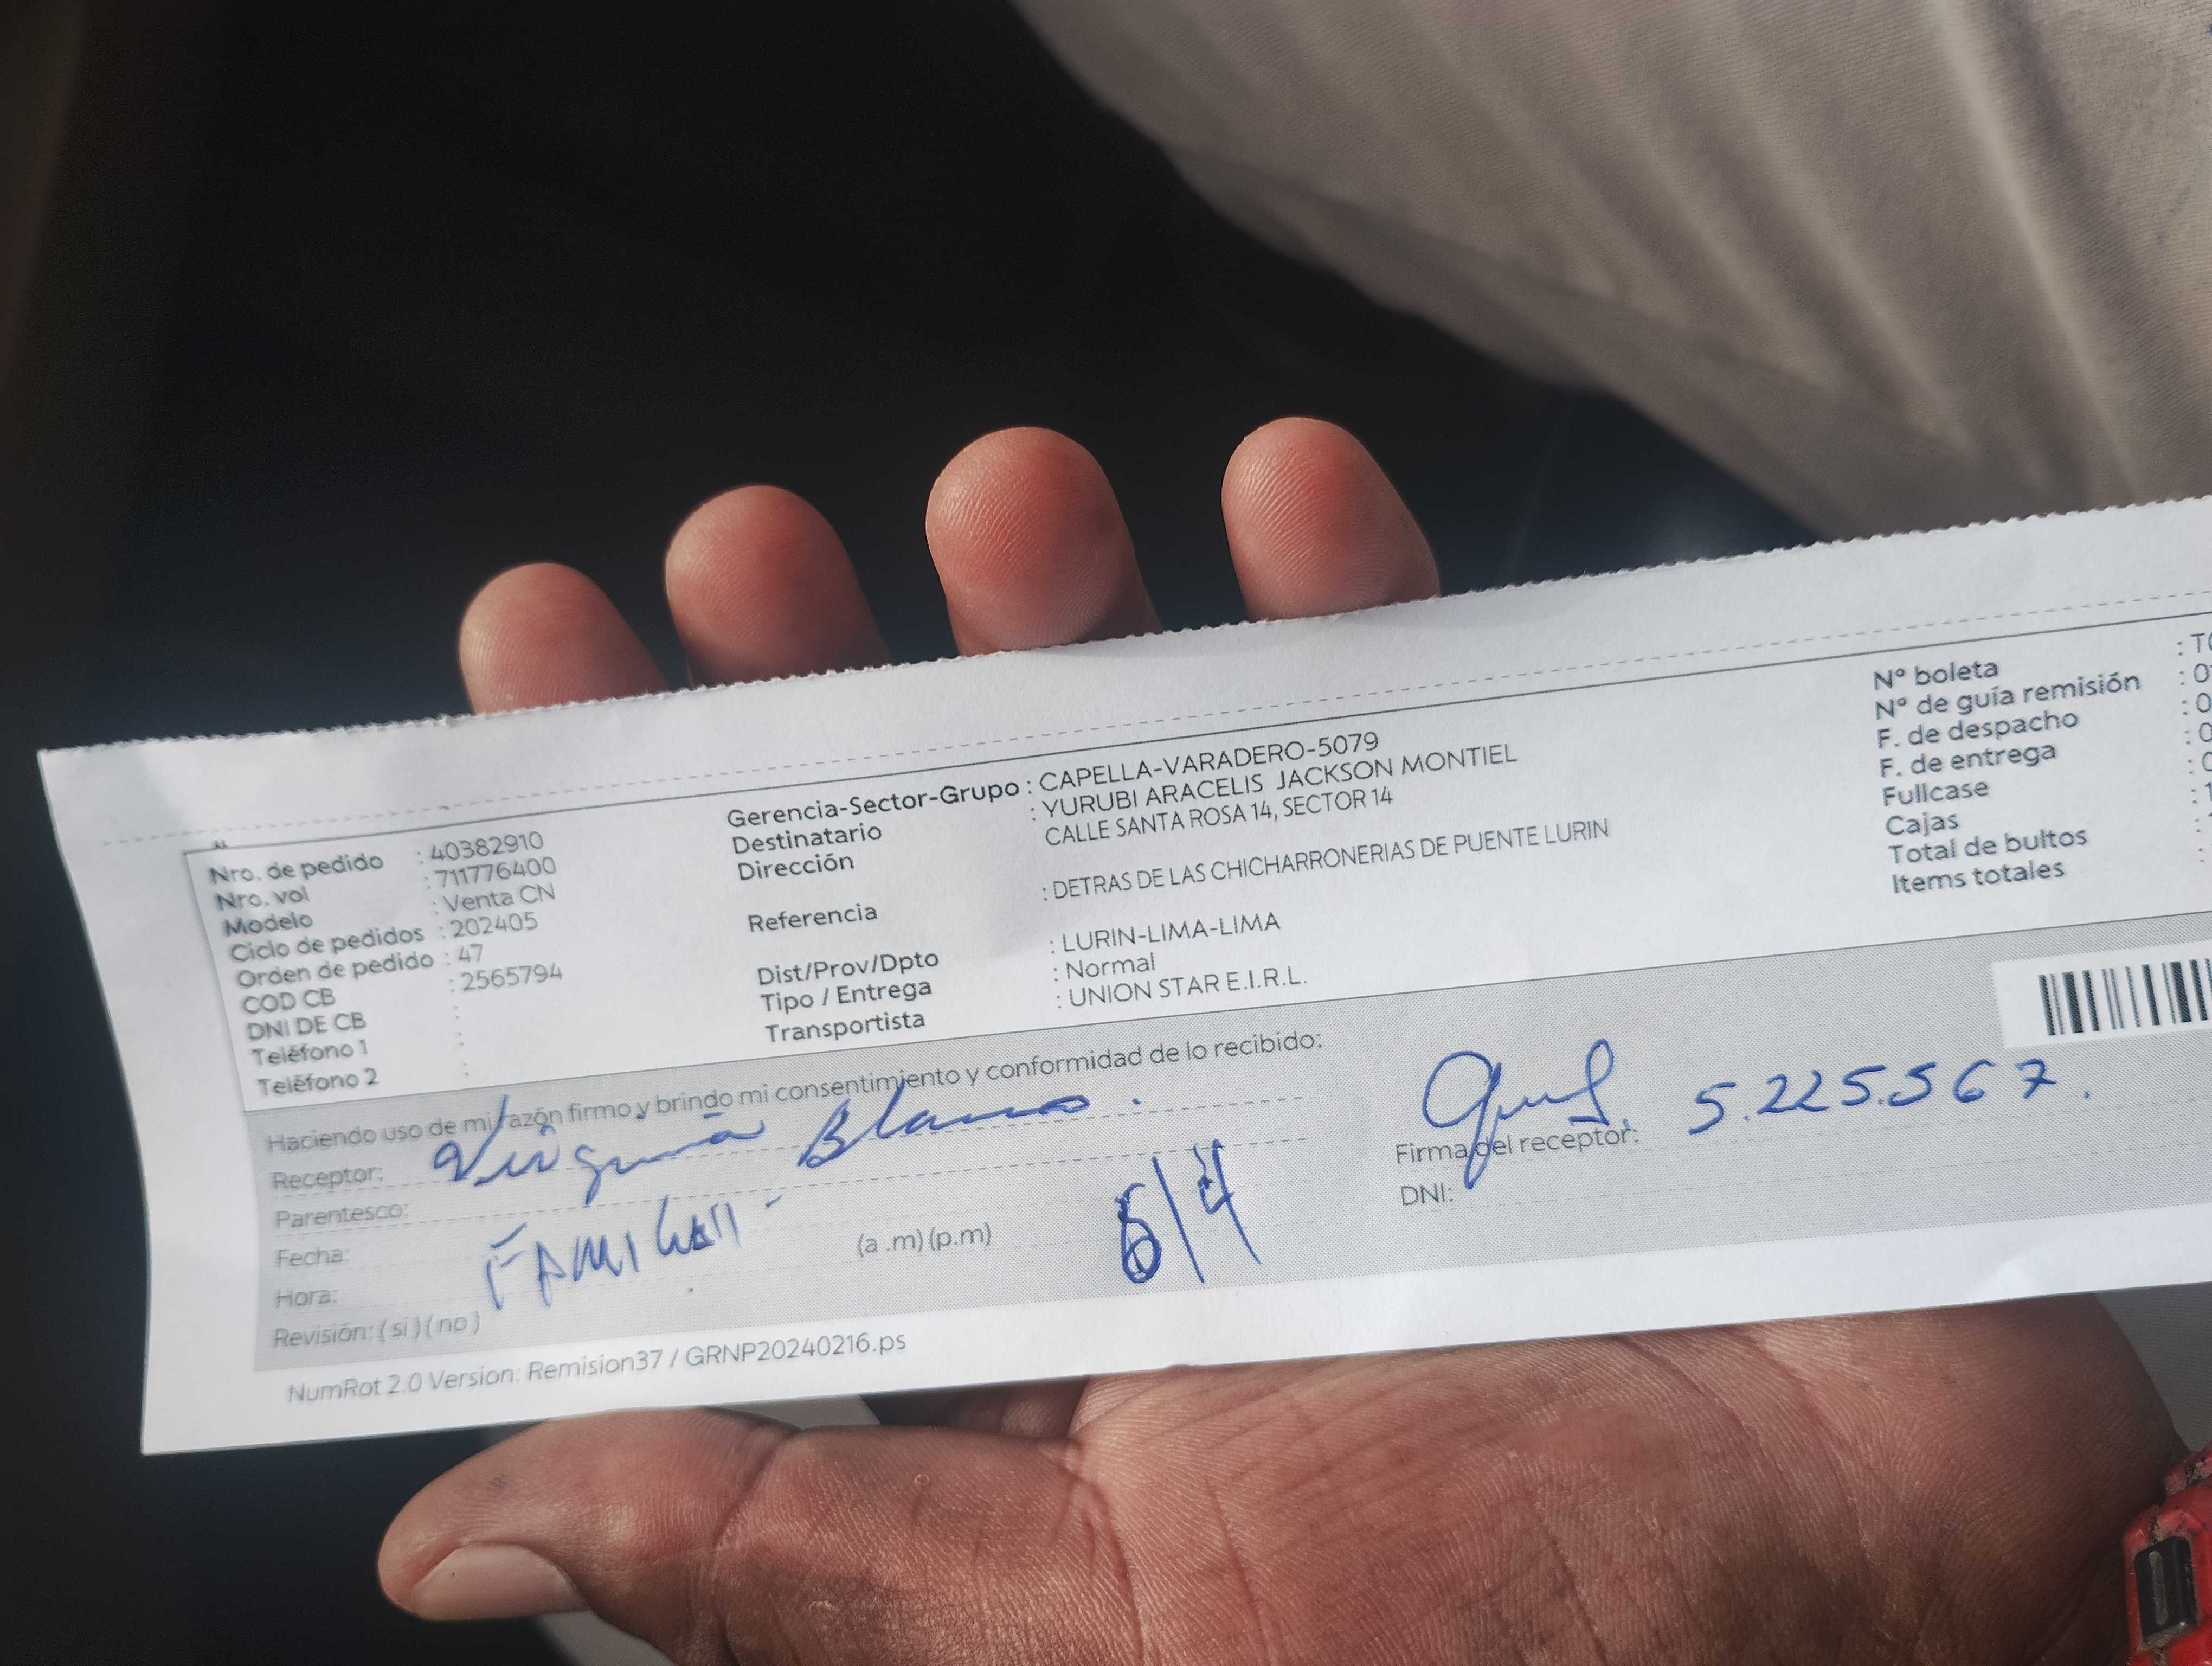 Nro. de pedido : 40382910
Nro. vol : 711776400
Modelo : Venta CN
Ciclo de pedidos : 202405
Orden de pedido : 47
COD CB : 2565794
DNI DE CB :
Teléfono 1 :
Teléfono 2 :
Gerencia-Sector-Grupo : CAPELLA-VARADERO-5079
Destinatario : YURUBI ARACELIS JACKSON MONTIEL
Dirección CALLE SANTA ROSA 14, SECTOR 14
Referencia : DETRAS DE LAS CHICHARRONERIAS DE PUENTE LURIN
Dist/Prov/Dpto : LURIN-LIMA-LIMA
Tipo / Entrega : Normal
Transportista : UNION STAR E.I.R.L.
Nº boleta
Nº de guía remisión
F. de despacho
F. de entrega
Fullcase
Cajas
Total de bultos
Items totales
Haciendo uso de mi razón firmo y brindo mi consentimiento y conformidad de lo recibido:
Receptor: Virginia Blanco.
Parentesco:
Fecha:
FAMILIAR
Hora: (a .m) (p.m)
Revisión: ( si ) ( no )
Firma del receptor: 5.225.567.
DNI:
NumRot 2.0 Version: Remision37 / GRNP20240216.ps